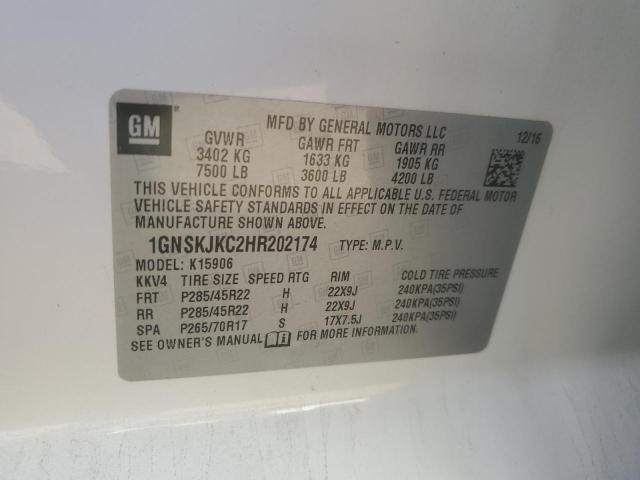 GM
MFD BY GENERAL MOTORS LLC
12/16
GVWR GAWR FRT GAWR RR
3402 KG 1633 KG 1905 KG
7500 LB 3600 LB 4200 LB
THIS VEHICLE CONFORMS TO ALL APPLICABLE U.S. FEDERAL MOTOR
VEHICLE SAFETY STANDARDS IN EFFECT ON THE DATE OF
MANUFACTURE SHOWN ABOVE.
1GNSKJKC2HR202174 TYPE: M.P.V.
MODEL: K15906
KKV4 TIRE SIZE SPEED RTG RIM COLD TIRE PRESSURE
FRT P285/45R22 H 22X9J 240KPA(35PSI)
RR P285/45R22 H 22X9J 240KPA(35PSI)
SPA P265/70R17 S 17X7.5J 240KPA(35PSI)
SEE OWNER'S MANUAL FOR MORE INFORMATION.